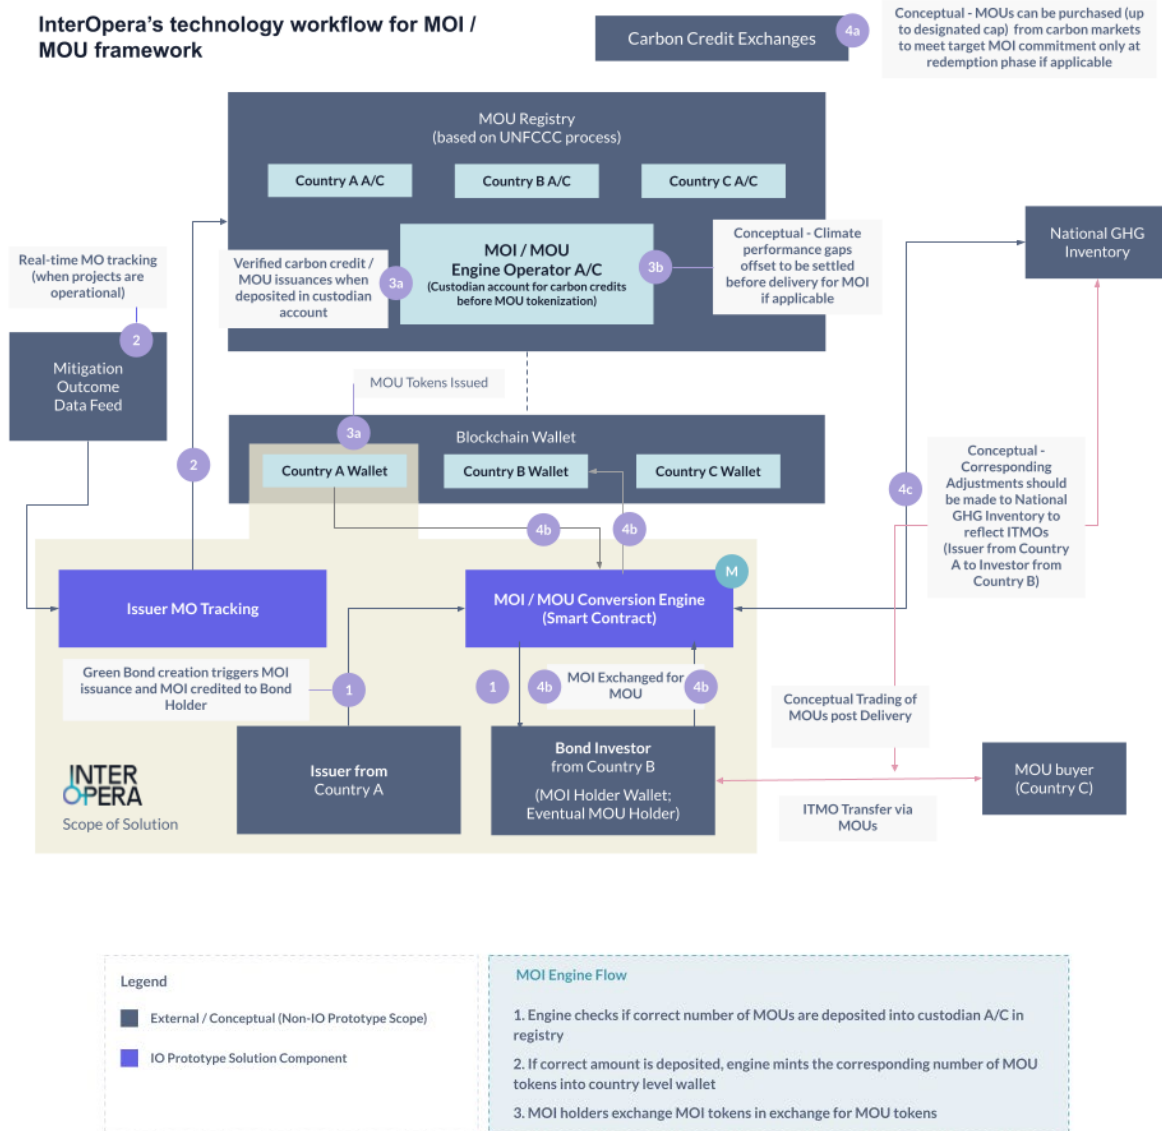 InterOpera's technology workflow for MOI /
MOU framework
Carbon Credit Exchanges
4a
Conceptual - MOUs can be purchased (up
to designated cap) from carbon markets
to meet target MOI commitment only at
redemption phase if applicable
MOU Registry
(based on UNFCCC process)
Country A A/C
Country B A/C
Country C A/C
MOI / MOU
Engine Operator A/C
(Custodian account for carbon credits
before MOU tokenization)
Verified carbon credit /
MOU issuances when
deposited in custodian
account
3a
3b
Conceptual - Climate
performance gaps
offset to be settled
before delivery for MOI
if applicable
National GHG
Inventory
Real-time MO tracking
(when projects are
operational)
2
Mitigation
Outcome
Data Feed
MOU Tokens Issued
3a
Blockchain Wallet
Country A Wallet
Country B Wallet
Country C Wallet
2
4b
4b
4c
Conceptual -
Corresponding
Adjustments should
be made to National
GHG Inventory to
reflect ITMOs
(Issuer from Country
A to Investor from
Country B)
Issuer MO Tracking
M
MOI / MOU Conversion Engine
(Smart Contract)
Green Bond creation triggers MOI
issuance and MOI credited to Bond
Holder
1
1
4b
MOI Exchanged for
MOU
4b
Conceptual Trading of
MOUs post Delivery
Issuer from
Country A
Bond Investor
from Country B
(MOI Holder Wallet;
Eventual MOU Holder)
MOU buyer
(Country C)
ITMO Transfer via
MOUs
INTER
OPERA
Scope of Solution
Legend
External / Conceptual (Non-IO Prototype Scope)
IO Prototype Solution Component
MOI Engine Flow
1. Engine checks if correct number of MOUs are deposited into custodian A/C in
registry
2. If correct amount is deposited, engine mints the corresponding number of MOU
tokens into country level wallet
3. MOI holders exchange MOI tokens in exchange for MOU tokens